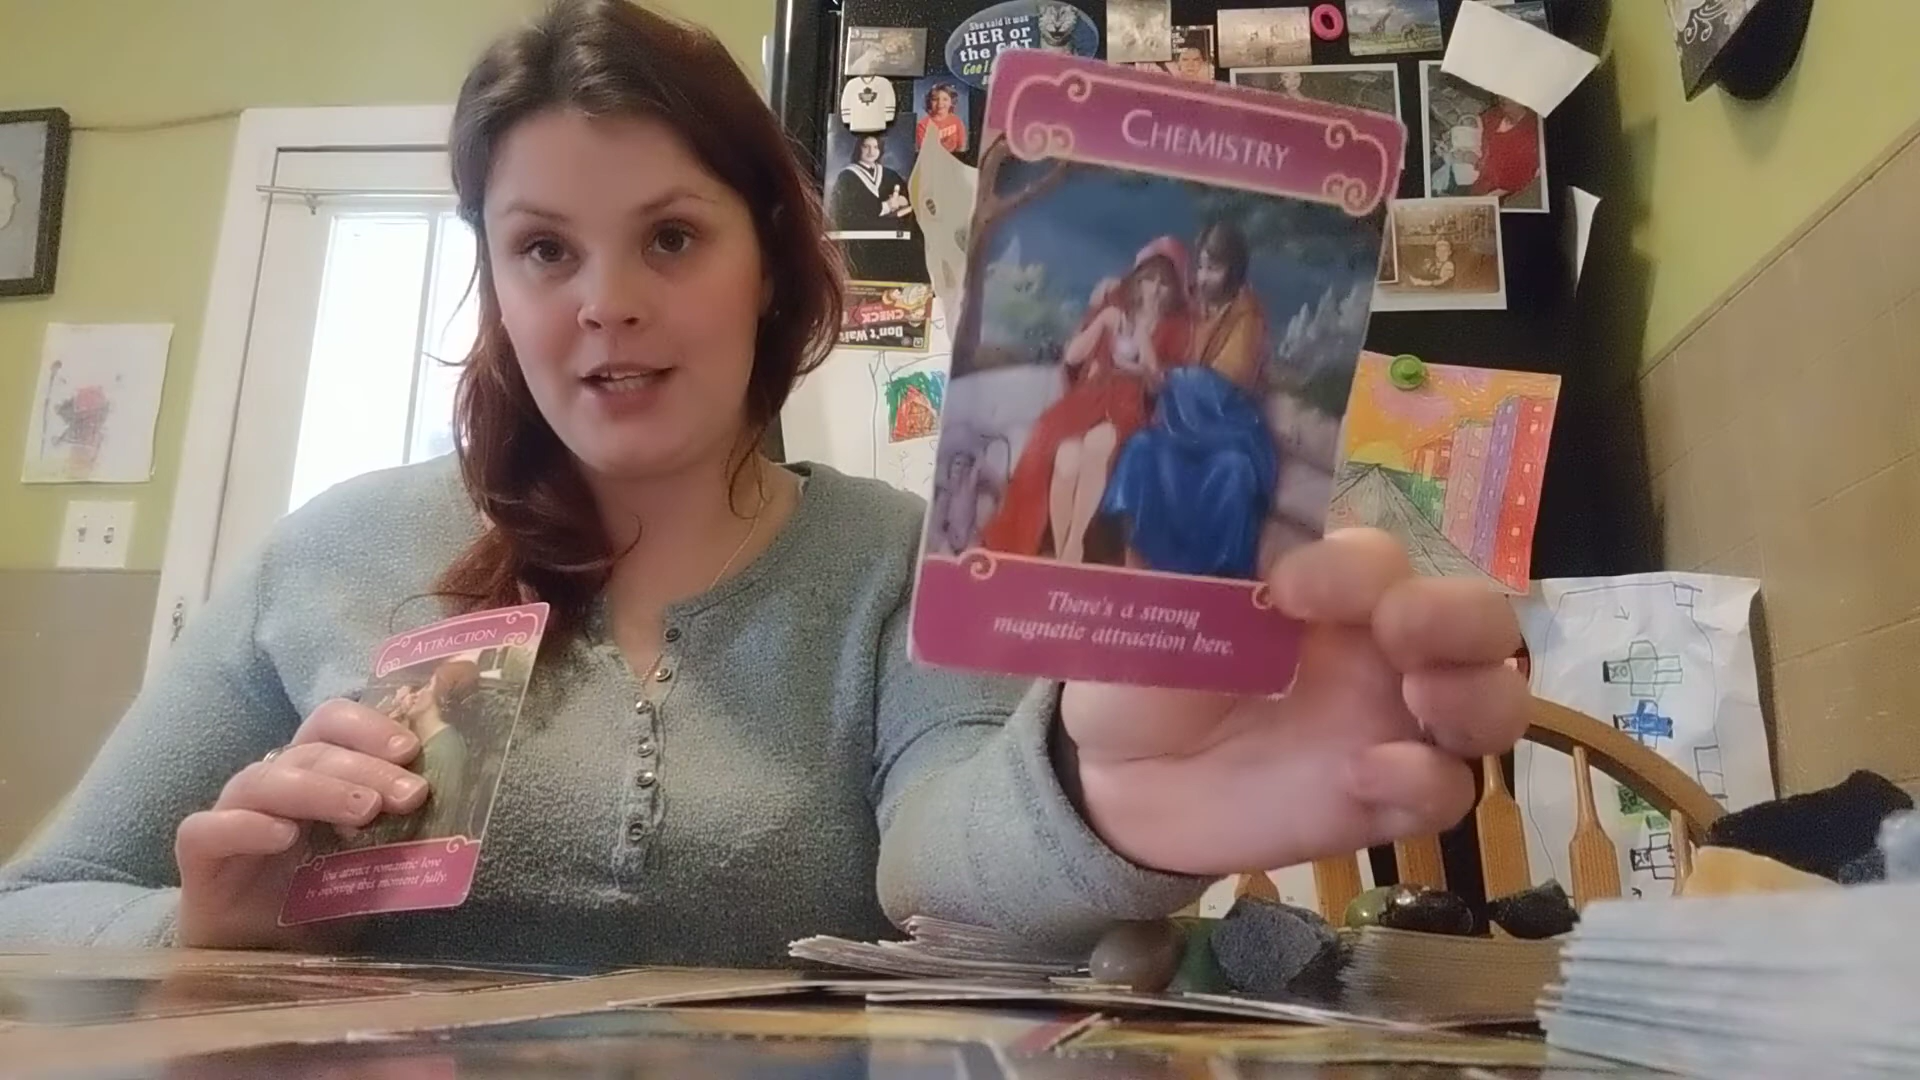 She said it was
HER or
the CAT
CHEMISTRY
There's a strong
magnetic attraction here.
CHECK
Don't Wait
ATTRACTION
You attract romantic love
by enjoying this moment fully.